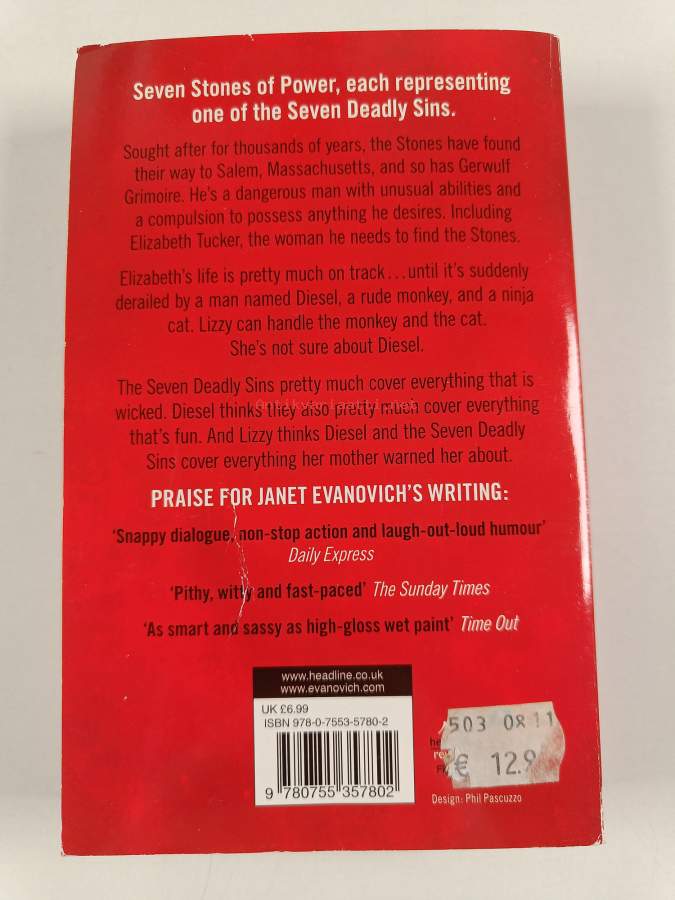 Seven Stones of Power, each representing
one of the Seven Deadly Sins.
Sought after for thousands of years, the Stones have found
their way to Salem, Massachusetts, and so has Gerwulf
Grimoire. He's a dangerous man with unusual abilities and
a compulsion to possess anything he desires. Including
Elizabeth Tucker, the woman he needs to find the Stones.
Elizabeth's life is pretty much on track...until it's suddenly
derailed by a man named Diesel, a rude monkey, and a ninja
cat. Lizzy can handle the monkey and the cat.
She's not sure about Diesel.
The Seven Deadly Sins pretty much cover everything that is
wicked. Diesel thinks they also pretty much cover everything
that's fun. And Lizzy thinks Diesel and the Seven Deadly
Sins cover everything her mother warned her about.
PRAISE FOR JANET EVANOVICH'S WRITING:
'Snappy dialogue, non-stop action and laugh-out-loud humour'
Daily Express
'Pithy, witty and fast-paced' The Sunday Times
'As smart and sassy as high-gloss wet paint' Time Out
www.headline.co.uk
www.evanovich.com
UK £6.99
ISBN 978-0-7553-5780-2
9 780755 357802
503 08 11
€ 12.9
Design: Phil Pascuzzo